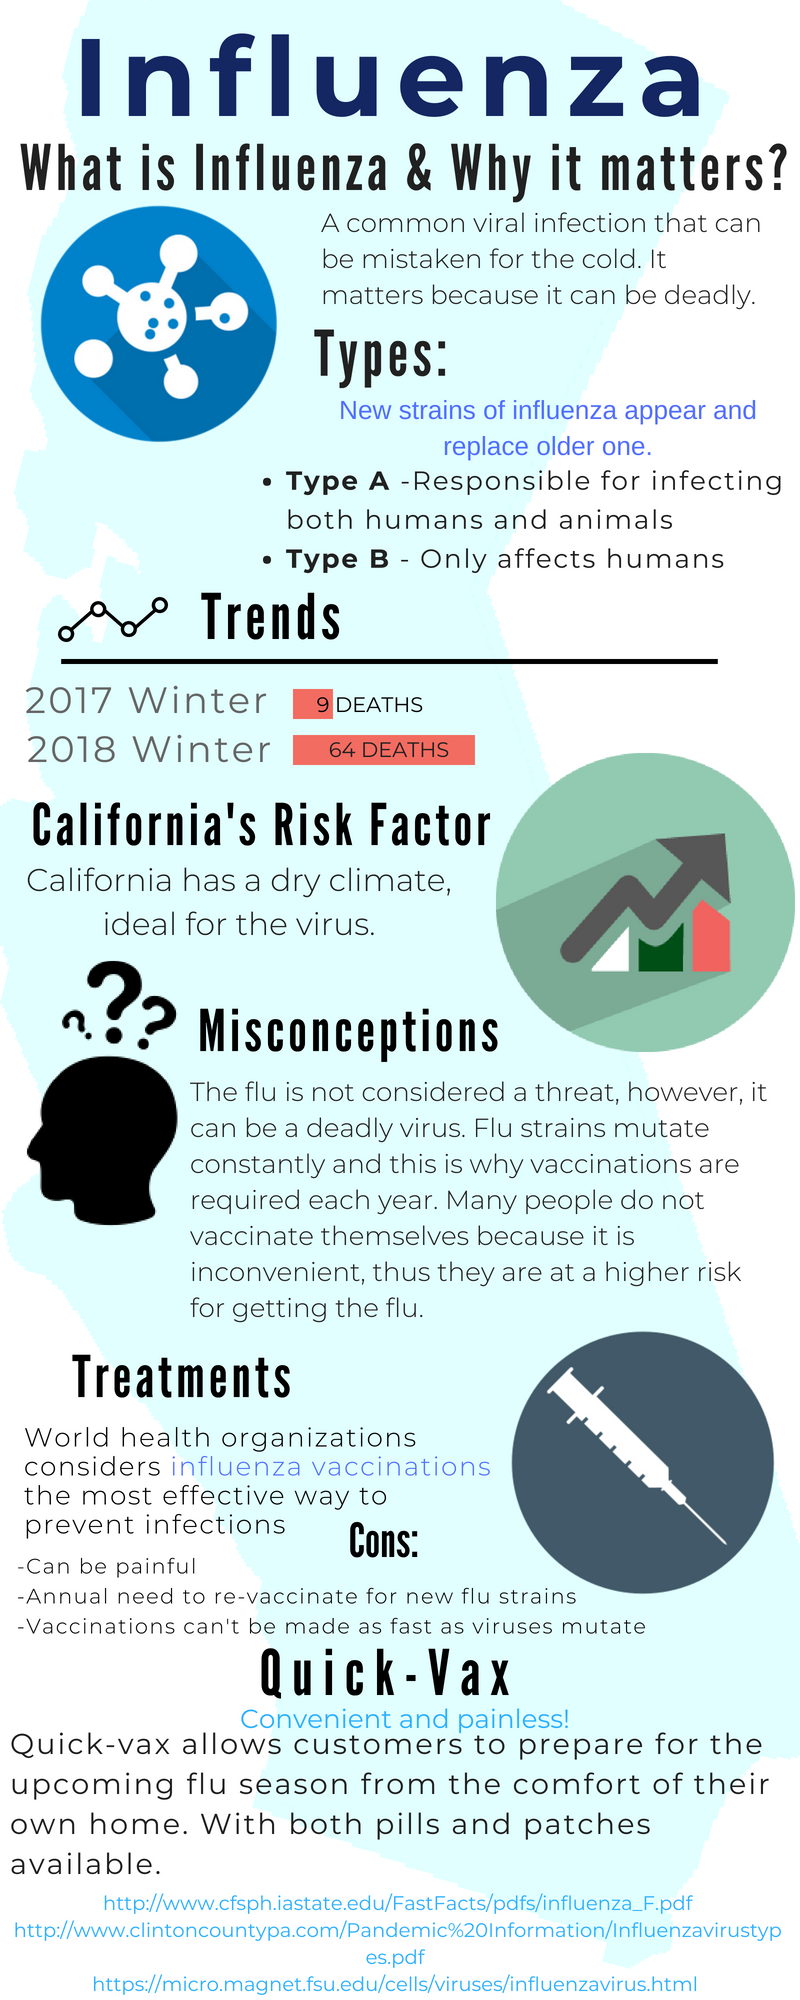 Influenza
What is Influenza & Why it matters?
A common viral infection that can
be mistaken for the cold. It
matters because it can be deadly.
Types:
New strains of influenza appear and
replace older one.
• Type A -Responsible for infecting
both humans and animals
• Type B - Only affects humans
Trends
2017 Winter 9 DEATHS
2018 Winter 64 DEATHS
California's Risk Factor
California has a dry climate,
ideal for the virus.
???
Misconceptions
The flu is not considered a threat, however, it
can be a deadly virus. Flu strains mutate
constantly and this is why vaccinations are
required each year. Many people do not
vaccinate themselves because it is
inconvenient, thus they are at a higher risk
for getting the flu.
Treatments
World health organizations
considers influenza vaccinations
the most effective way to
prevent infections
Cons:
-Can be painful
-Annual need to re-vaccinate for new flu strains
-Vaccinations can't be made as fast as viruses mutate
Quick-Vax
Convenient and painless!
Quick-vax allows customers to prepare for the
upcoming flu season from the comfort of their
own home. With both pills and patches
available.
http://www.cfsph.iastate.edu/FastFacts/pdfs/influenza_F.pdf
http://www.clintoncountypa.com/Pandemic%20Information/Influenzavirustyp
es.pdf
https://micro.magnet.fsu.edu/cells/viruses/influenzavirus.html